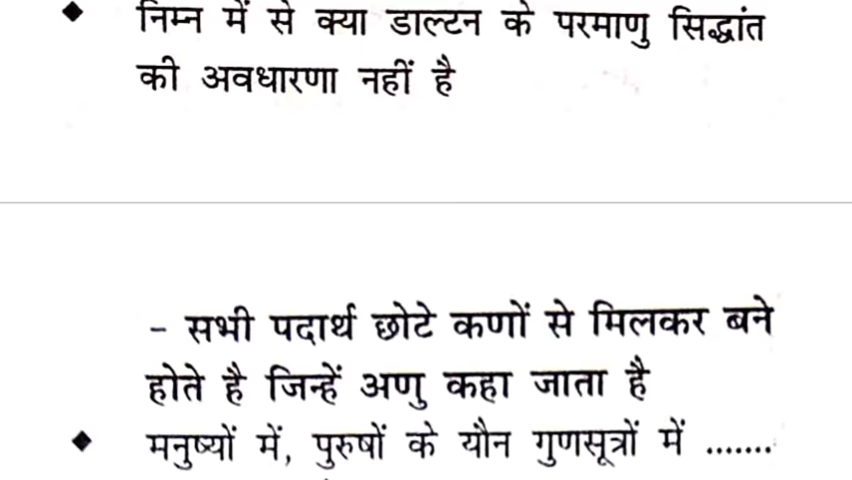 ◆ निम्न में से क्या डाल्टन के परमाणु सिद्धांत
की अवधारणा नहीं है
- सभी पदार्थ छोटे कणों से मिलकर बने
होते है जिन्हें अणु कहा जाता है
◆ मनुष्यों में, पुरुषों के यौन गुणसूत्रों में .......